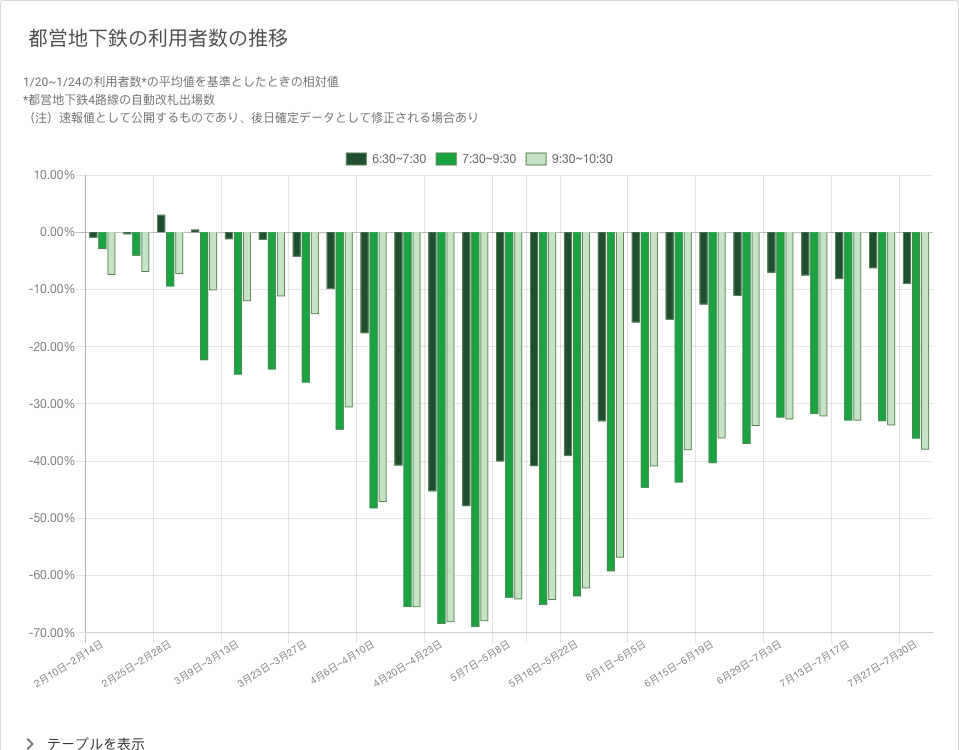 都営地下鉄の利用者数の推移
1/20~1/24の利用者数*の平均値を基準としたときの相対値
*都営地下鉄4路線の自動改札出場数
（注）速報値として公開するものであり、後日確定データとして修正される場合あり
6:30~7:30 7:30~9:30 9:30~10:30
10.00%
0.00%
-10.00%
-20.00%
-30.00%
-40.00%
-50.00%
-60.00%
-70.00%
2月10日~2月14日 2月25日~2月28日 3月9日~3月13日 3月23日~3月27日 4月6日~4月10日 4月20日~4月23日 5月7日~5月8日 5月18日~5月22日 6月1日~6月5日 6月15日~6月19日 6月29日~7月3日 7月13日~7月17日 7月27日~7月30日
テーブルを表示